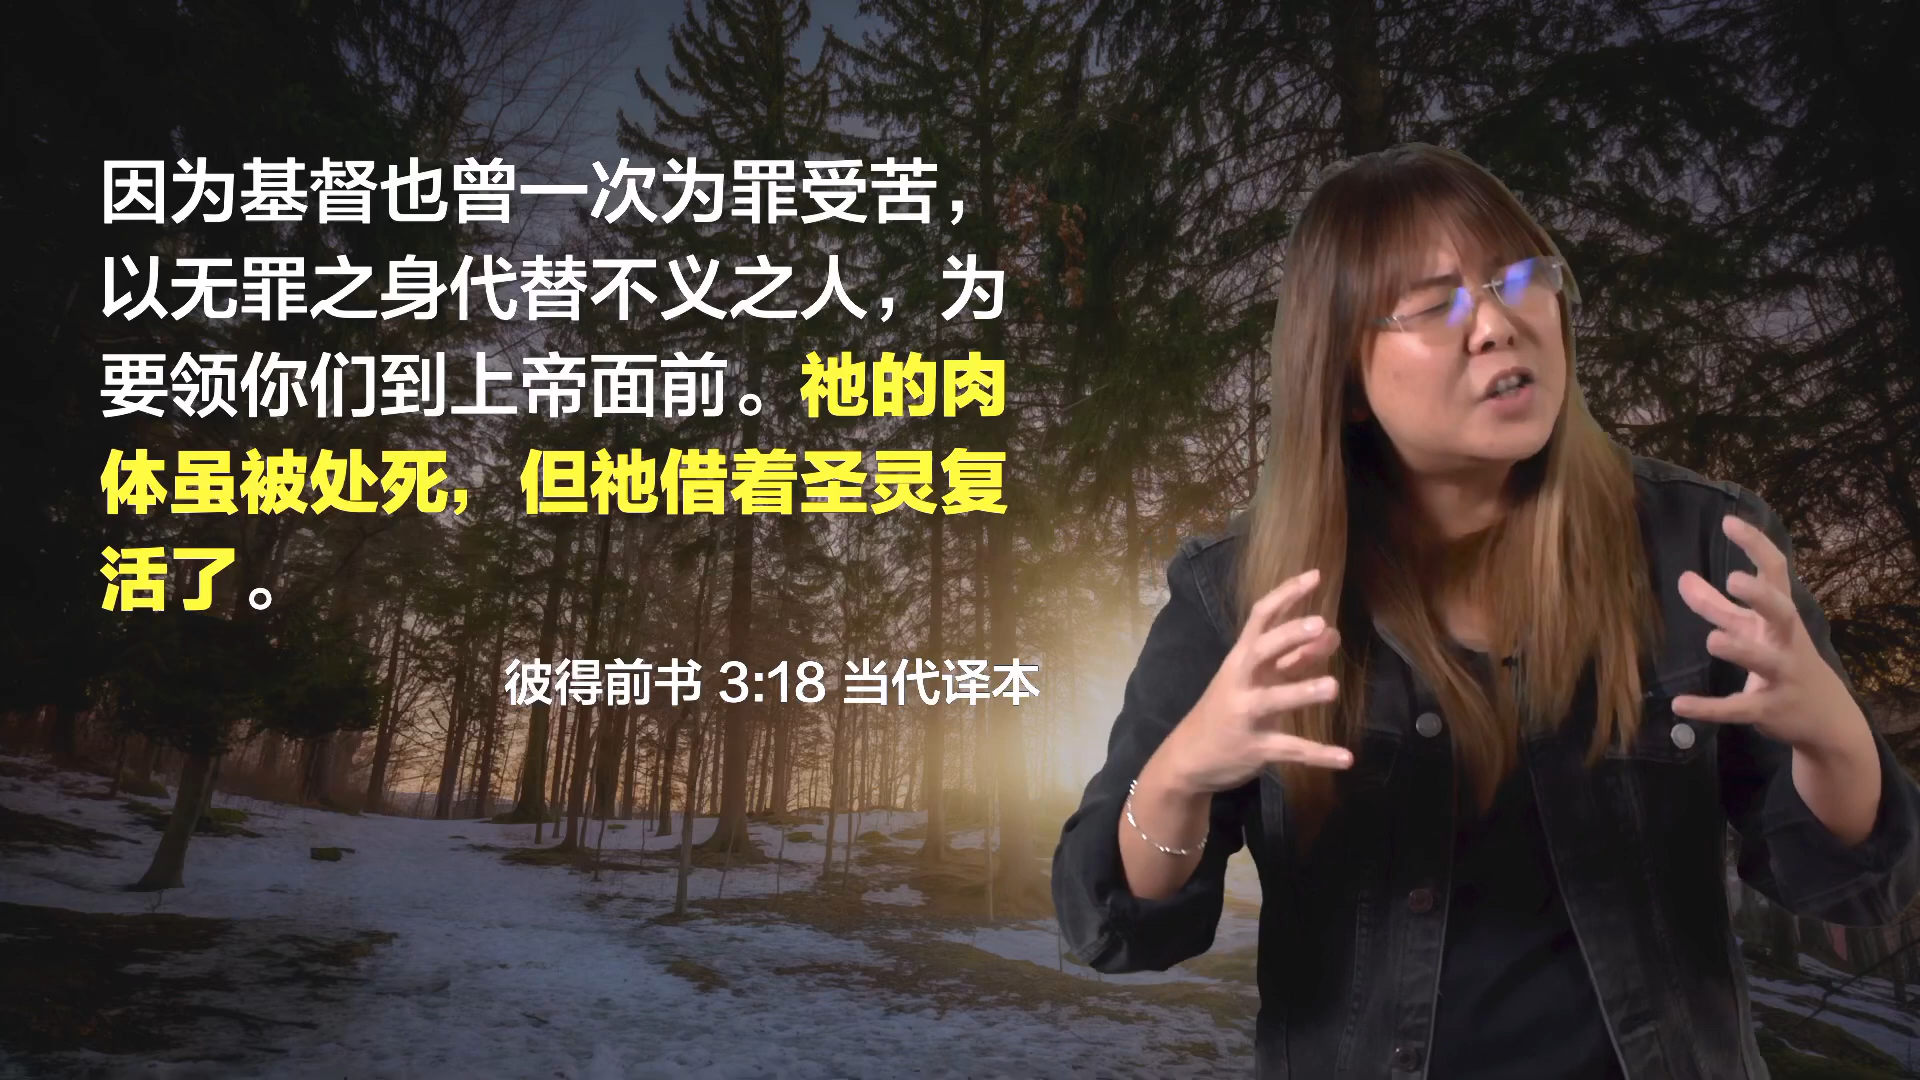 因为基督也曾一次为罪受苦，
以无罪之身代替不义之人，为
要领你们到上帝面前。祂的肉
体虽被处死，但祂借着圣灵复
活了。
彼得前书 3:18 当代译本